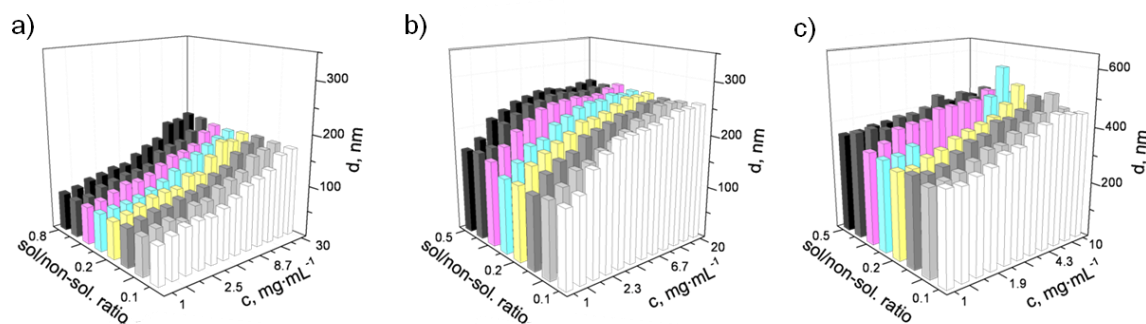 a)
300
200
100
d, nm
0.8
0.2
0.1
sol/non-sol. ratio
1
2.5
8.7
30
c, mg·mL⁻¹
b)
300
200
100
d, nm
0.5
0.2
0.1
sol/non-sol. ratio
1
2.3
6.7
20
c, mg·mL⁻¹
c)
600
400
200
d, nm
0.5
0.2
0.1
sol/non-sol. ratio
1
1.9
4.3
10
c, mg·mL⁻¹